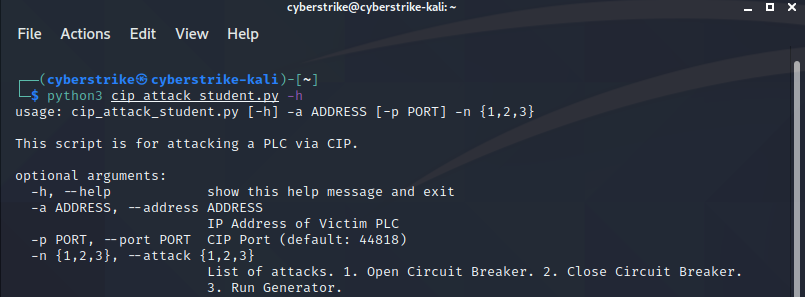 cyberstrike@cyberstrike-kali: ~
File Actions Edit View Help
┌──(cyberstrike㉿cyberstrike-kali)-[~]
└─$ python3 cip_attack_student.py -h
usage: cip_attack_student.py [-h] -a ADDRESS [-p PORT] -n {1,2,3}
This script is for attacking a PLC via CIP.
optional arguments:
-h, --help show this help message and exit
-a ADDRESS, --address ADDRESS
IP Address of Victim PLC
-p PORT, --port PORT CIP Port (default: 44818)
-n {1,2,3}, --attack {1,2,3}
List of attacks. 1. Open Circuit Breaker. 2. Close Circuit Breaker.
3. Run Generator.